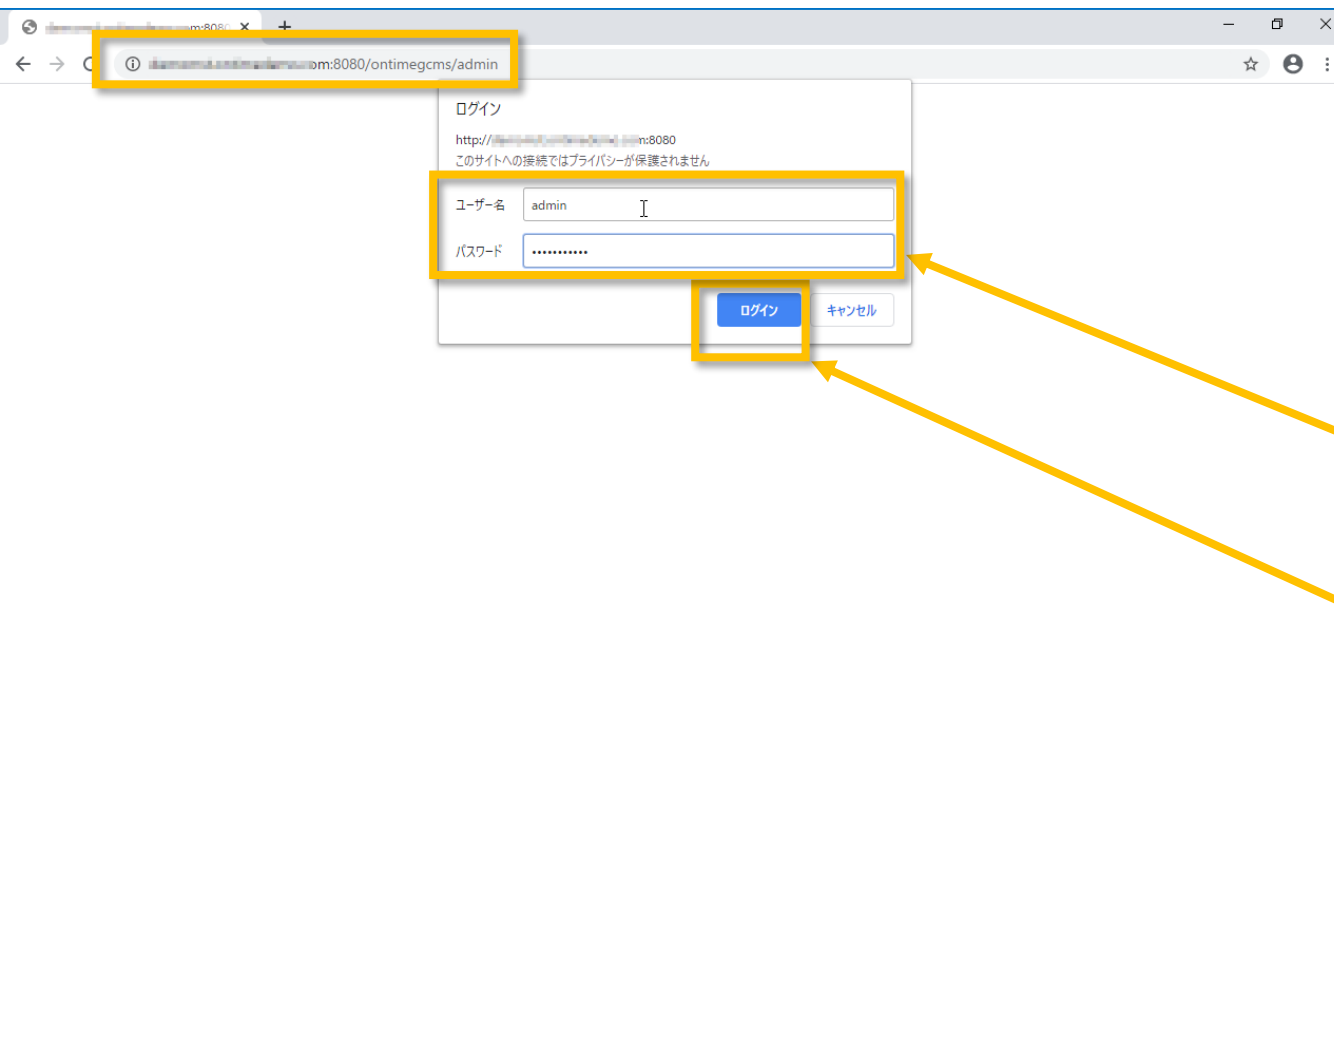 m:8080
om:8080/ontimegcms/admin
ログイン
http:// m:8080
このサイトへの接続ではプライバシーが保護されません
ユーザー名 admin
パスワード •••••••••••
ログイン キャンセル